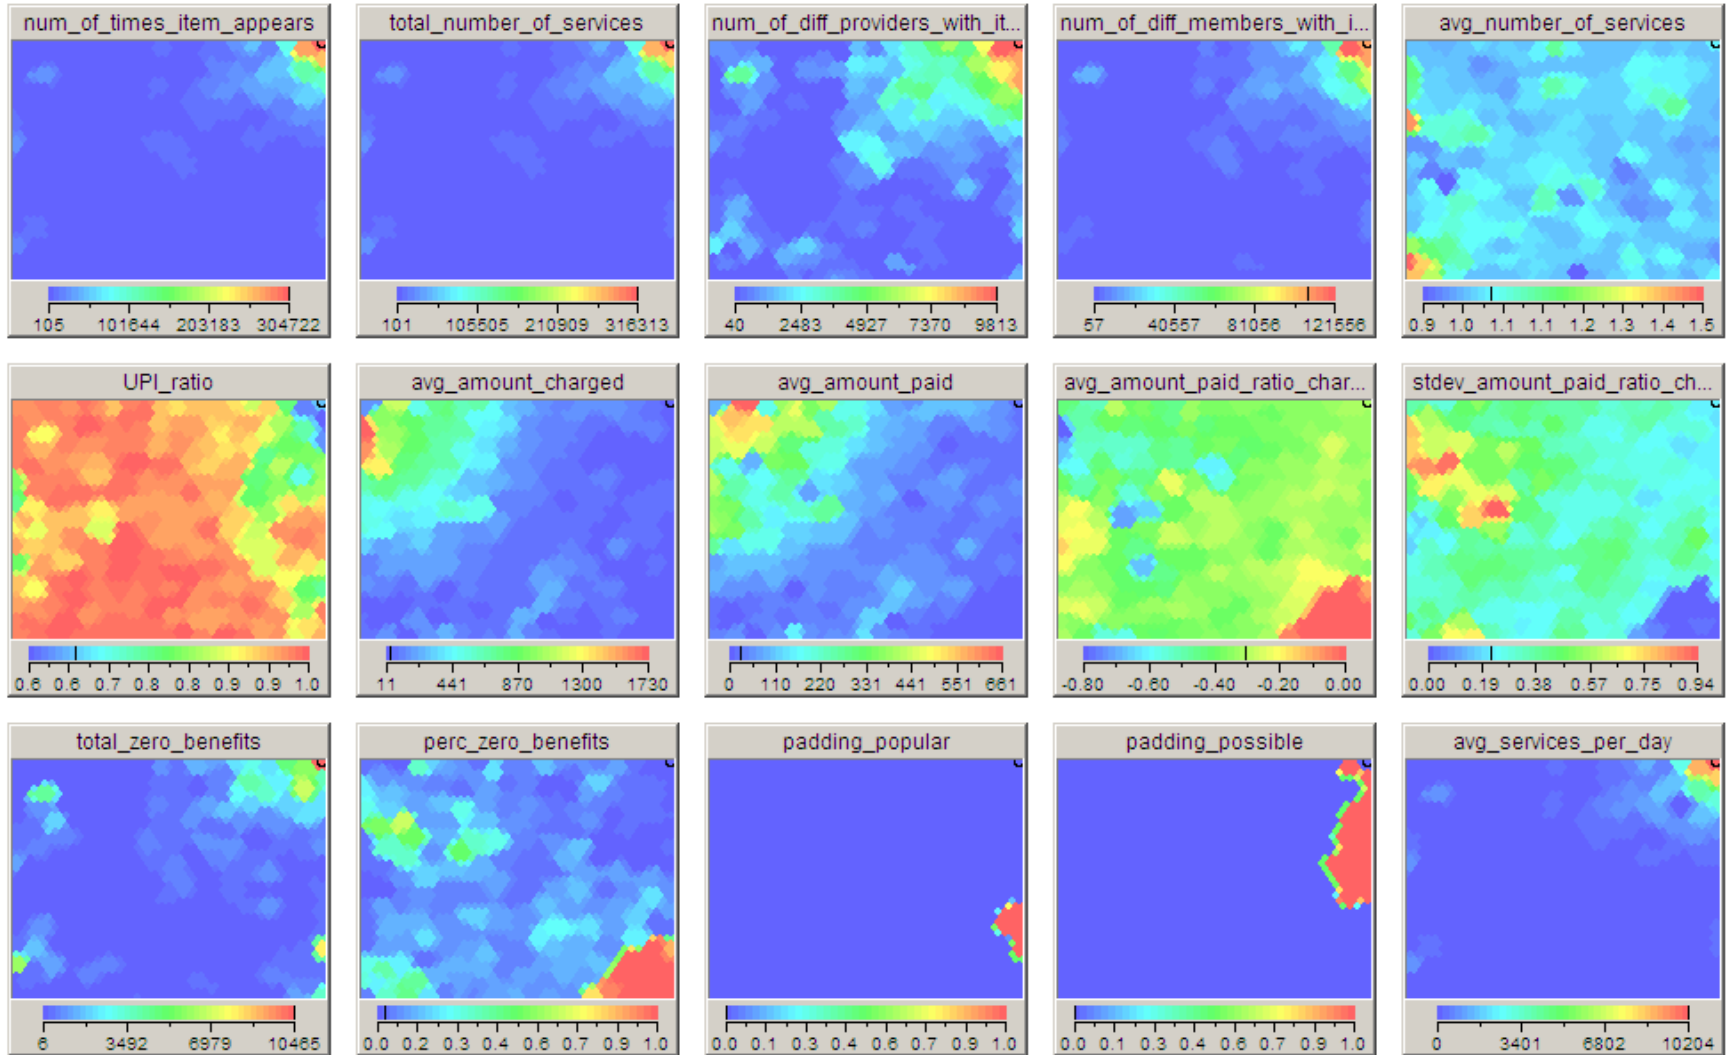 num_of_times_item_appears
105 101644 203183 304722
total_number_of_services
101 105505 210909 316313
num_of_diff_providers_with_it...
40 2483 4927 7370 9813
num_of_diff_members_with_i...
57 40557 81056 121556
avg_number_of_services
0.9 1.0 1.1 1.1 1.2 1.3 1.4 1.5
UPI_ratio
0.6 0.6 0.7 0.8 0.8 0.9 0.9 1.0
avg_amount_charged
11 441 870 1300 1730
avg_amount_paid
0 110 220 331 441 551 661
avg_amount_paid_ratio_char...
-0.80 -0.60 -0.40 -0.20 0.00
stdev_amount_paid_ratio_ch...
0.00 0.19 0.38 0.57 0.75 0.94
total_zero_benefits
6 3492 6979 10465
perc_zero_benefits
0.0 0.2 0.3 0.4 0.6 0.7 0.9 1.0
padding_popular
0.0 0.1 0.3 0.4 0.6 0.7 0.9 1.0
padding_possible
0.0 0.1 0.3 0.4 0.6 0.7 0.9 1.0
avg_services_per_day
0 3401 6802 10204